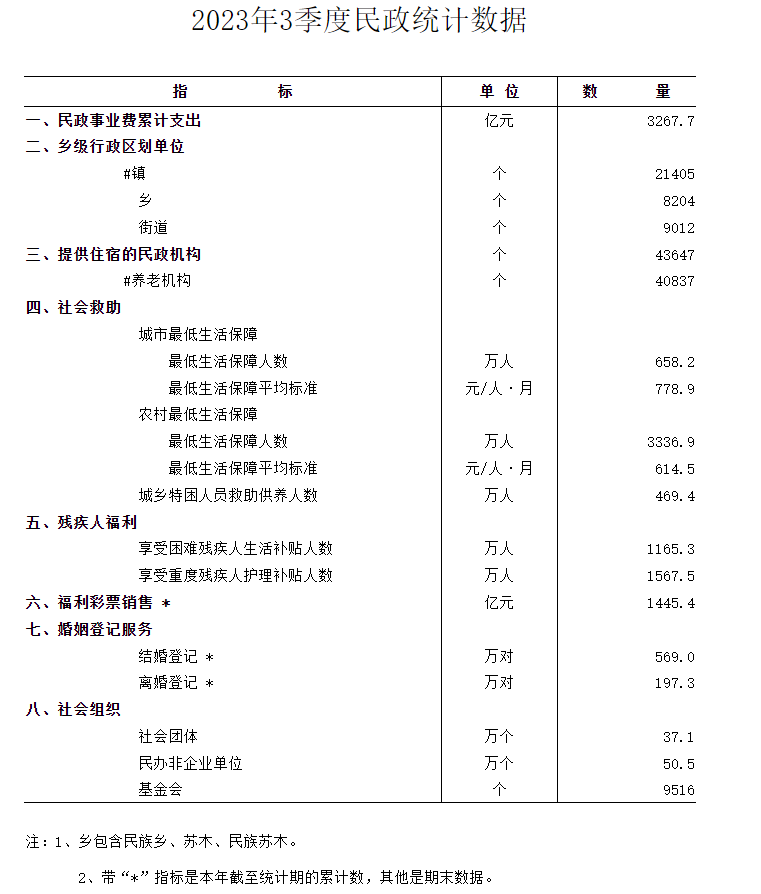 2023年3季度民政统计数据
指 标 单 位 数 量
一、民政事业费累计支出 亿元 3267.7
二、乡级行政区划单位
#镇 个 21405
乡 个 8204
街道 个 9012
三、提供住宿的民政机构 个 43647
#养老机构 个 40837
四、社会救助
城市最低生活保障
最低生活保障人数 万人 658.2
最低生活保障平均标准 元/人·月 778.9
农村最低生活保障
最低生活保障人数 万人 3336.9
最低生活保障平均标准 元/人·月 614.5
城乡特困人员救助供养人数 万人 469.4
五、残疾人福利
享受困难残疾人生活补贴人数 万人 1165.3
享受重度残疾人护理补贴人数 万人 1567.5
六、福利彩票销售 * 亿元 1445.4
七、婚姻登记服务
结婚登记 * 万对 569.0
离婚登记 * 万对 197.3
八、社会组织
社会团体 万个 37.1
民办非企业单位 万个 50.5
基金会 个 9516
注：1、乡包含民族乡、苏木、民族苏木。
2、带“*”指标是本年截至统计期的累计数，其他是期末数据。